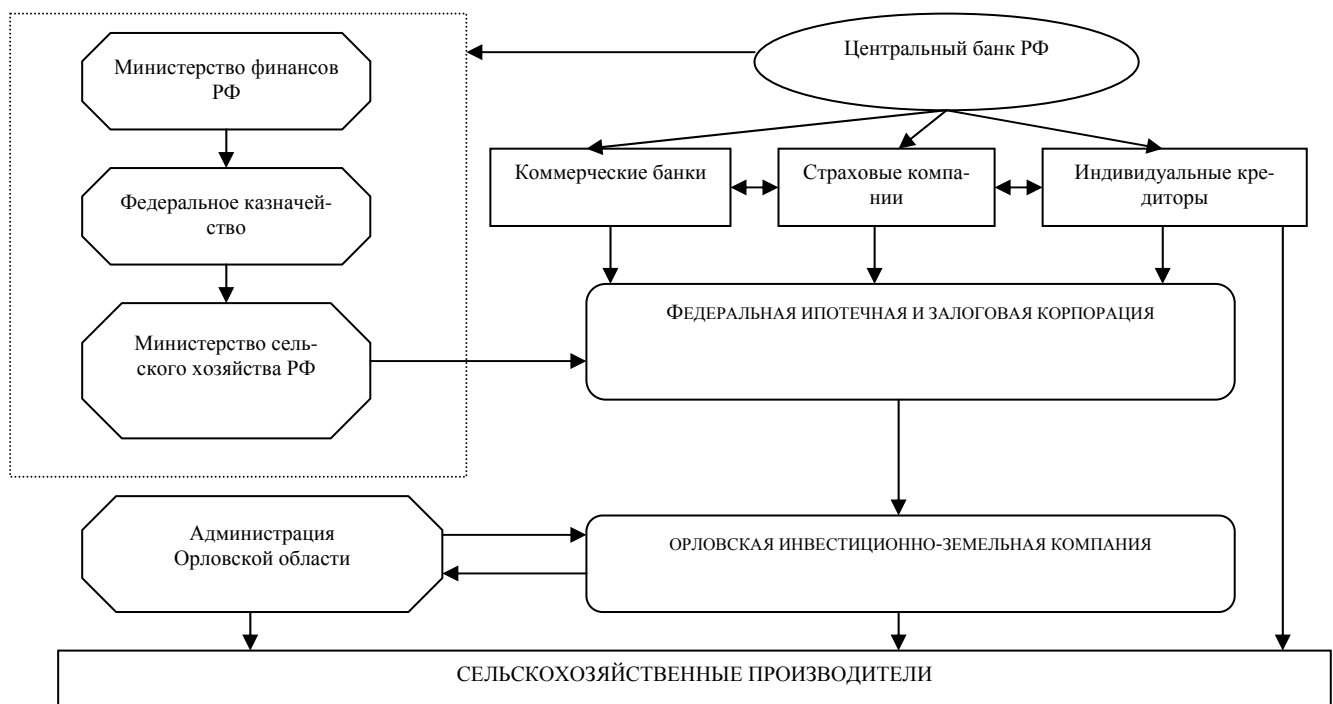 Министерство финансов
РФ
Центральный банк РФ
Коммерческие банки
Страховые компа-
нии
Индивидуальные кре-
диторы
Федеральное казначей-
ство
ФЕДЕРАЛЬНАЯ ИПОТЕЧНАЯ И ЗАЛОГОВАЯ КОРПОРАЦИЯ
Министерство сель-
ского хозяйства РФ
Администрация
Орловской области
ОРЛОВСКАЯ ИНВЕСТИЦИОННО-ЗЕМЕЛЬНАЯ КОМПАНИЯ
СЕЛЬСКОХОЗЯЙСТВЕННЫЕ ПРОИЗВОДИТЕЛИ